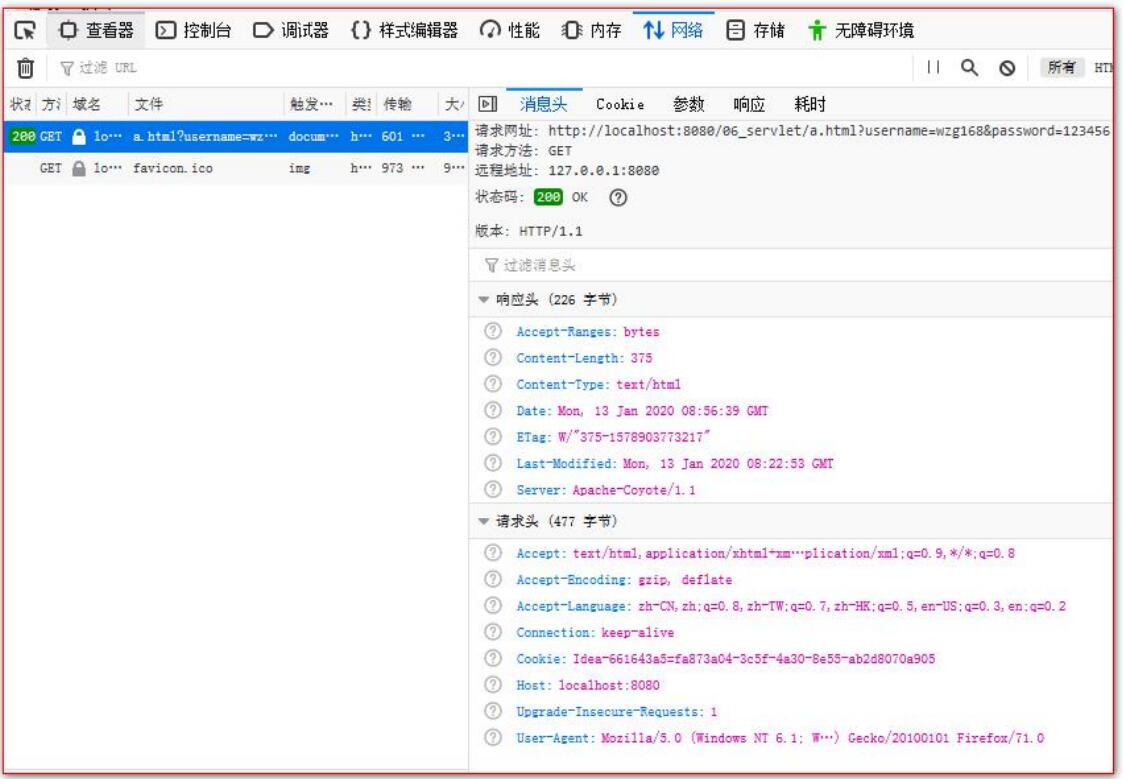 查看器 控制台 调试器 {} 样式编辑器 性能 内存 网络 存储 无障碍环境
过滤 URL 所有
域名 文件 触发… 传输
200 GET lo… a.html?username=wz… docum… h… 601 … 3…
GET lo… favicon.ico img h… 973 … 9…
消息头 Cookie 参数 响应 耗时
请求网址: http://localhost:8080/06_servlet/a.html?username=wzg168&password=123456
请求方法: GET
远程地址: 127.0.0.1:8080
状态码: 200 OK
版本: HTTP/1.1
过滤消息头
响应头 (226 字节)
Accept-Ranges: bytes
Content-Length: 375
Content-Type: text/html
Date: Mon, 13 Jan 2020 08:56:39 GMT
ETag: W/"375-1578903773217"
Last-Modified: Mon, 13 Jan 2020 08:22:53 GMT
Server: Apache-Coyote/1.1
请求头 (477 字节)
Accept: text/html,application/xhtml+xm…plication/xml;q=0.9,*/*;q=0.8
Accept-Encoding: gzip, deflate
Accept-Language: zh-CN,zh;q=0.8,zh-TW;q=0.7,zh-HK;q=0.5,en-US;q=0.3,en;q=0.2
Connection: keep-alive
Cookie: Idea-661643a5=fa873a04-3c5f-4a30-8e55-ab2d8070a905
Host: localhost:8080
Upgrade-Insecure-Requests: 1
User-Agent: Mozilla/5.0 (Windows NT 6.1; W…) Gecko/20100101 Firefox/71.0